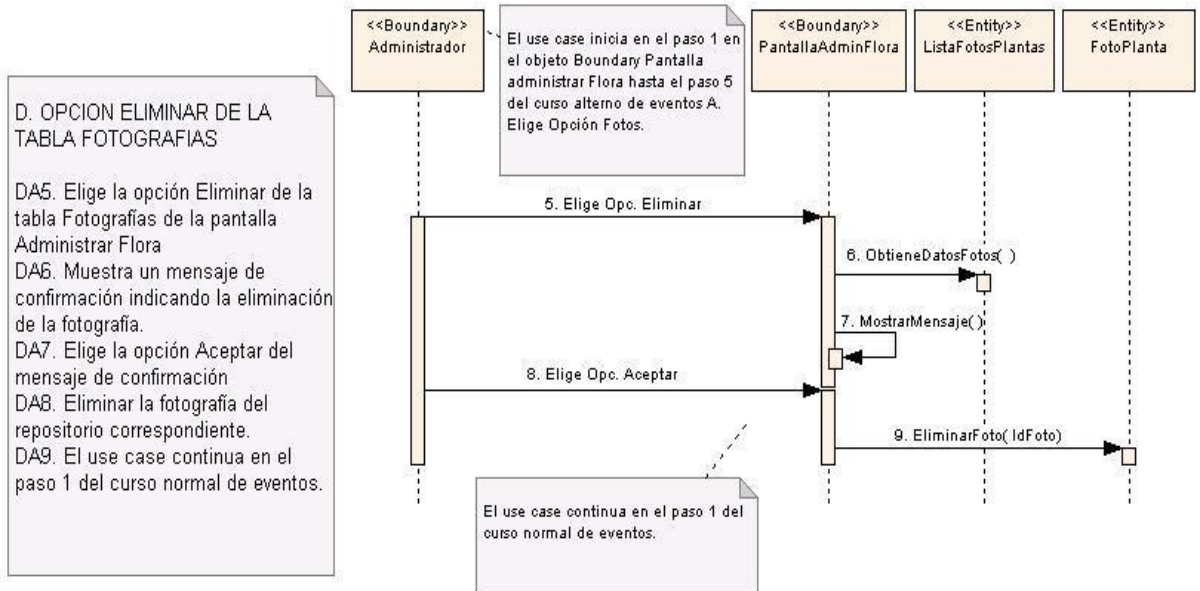 <<Boundary>>
Administrador
El use case inicia en el paso 1 en
el objeto Boundary Pantalla
administrar Flora hasta el paso 5
del curso alterno de eventos A.
Elige Opción Fotos.
<<Boundary>>
PantallaAdminFlora
<<Entity>>
ListaFotosPlantas
<<Entity>>
FotoPlanta
D. OPCION ELIMINAR DE LA
TABLA FOTOGRAFIAS
DA5. Elige la opción Eliminar de la
tabla Fotografías de la pantalla
Administrar Flora
DA6. Muestra un mensaje de
confirmación indicando la eliminación
de la fotografía.
DA7. Elige la opción Aceptar del
mensaje de confirmación
DA8. Eliminar la fotografía del
repositorio correspondiente.
DA9. El use case continua en el
paso 1 del curso normal de eventos.
5. Elige Opc. Eliminar
6. ObtieneDatosFotos( )
7. MostrarMensaje( )
8. Elige Opc. Aceptar
9. EliminarFoto( IdFoto)
El use case continua en el paso 1 del
curso normal de eventos.